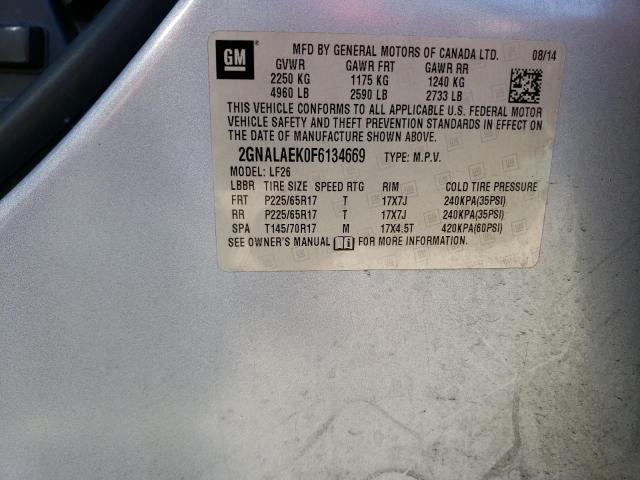 GM
MFD BY GENERAL MOTORS OF CANADA LTD. 08/14
GVWR GAWR FRT GAWR RR
2250 KG 1175 KG 1240 KG
4960 LB 2590 LB 2733 LB
THIS VEHICLE CONFORMS TO ALL APPLICABLE U.S. FEDERAL MOTOR
VEHICLE SAFETY AND THEFT PREVENTION STANDARDS IN EFFECT ON
THE DATE OF MANUFACTURE SHOWN ABOVE.
2GNALAEK0F6134669 TYPE: M.P.V.
MODEL: LF26
LBBR TIRE SIZE SPEED RTG RIM COLD TIRE PRESSURE
FRT P225/65R17 T 17X7J 240KPA(35PSI)
RR P225/65R17 T 17X7J 240KPA(35PSI)
SPA T145/70R17 M 17X4.5T 420KPA(60PSI)
SEE OWNER'S MANUAL FOR MORE INFORMATION.